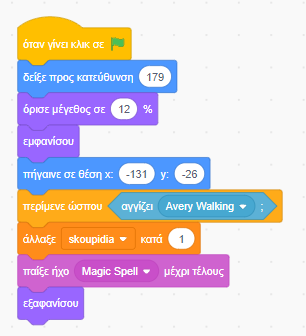 όταν γίνει κλικ σε
δείξε προς κατεύθυνση 179
όρισε μέγεθος σε 12 %
εμφανίσου
πήγαινε σε θέση x: -131 y: -26
περίμενε ώσπου αγγίζει Avery Walking ;
άλλαξε skoupidia κατά 1
παίξε ήχο Magic Spell μέχρι τέλους
εξαφανίσου